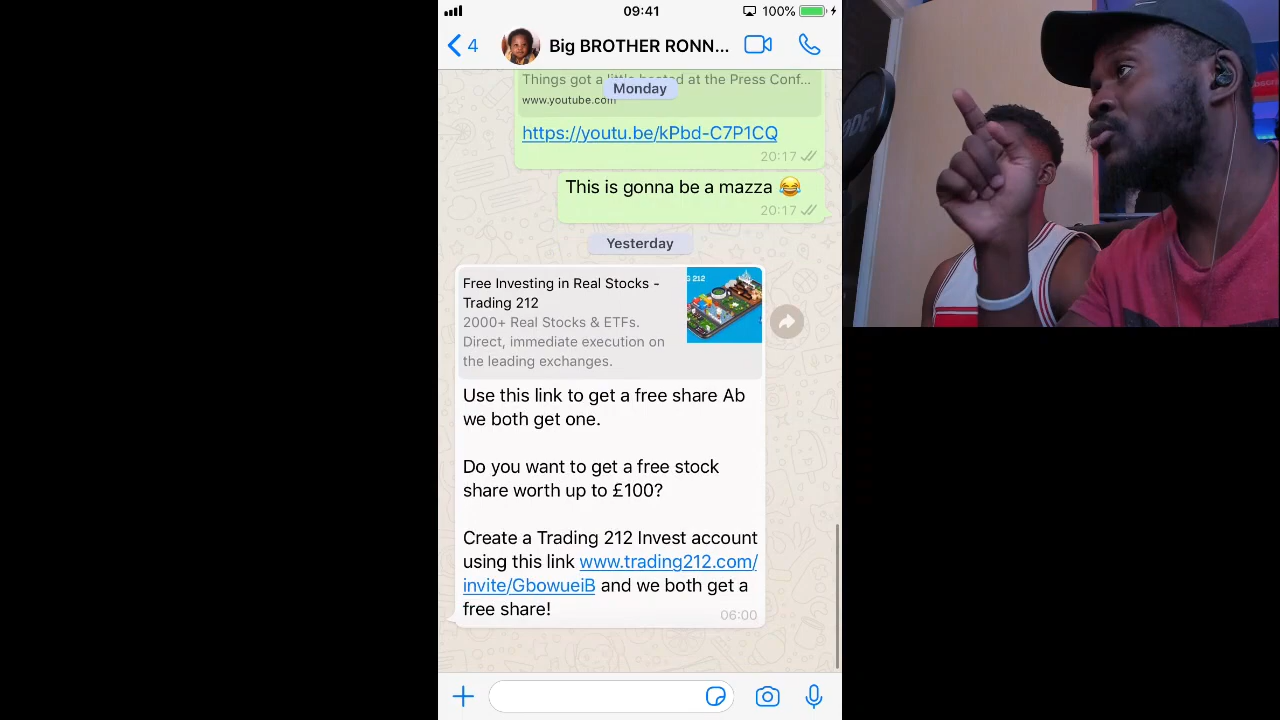 09:41
100%
4
Big BROTHER RONN...
Things got a little heated at the Press Conf...
Monday
www.youtube.com
https://youtu.be/kPbd-C7P1CQ
20:17
This is gonna be a mazza 😂
20:17
Yesterday
Free Investing in Real Stocks -
Trading 212
2000+ Real Stocks & ETFs.
Direct, immediate execution on
the leading exchanges.
G 212
Use this link to get a free share Ab
we both get one.
Do you want to get a free stock
share worth up to £100?
Create a Trading 212 Invest account
using this link www.trading212.com/
invite/GbowueiB and we both get a
free share!
06:00